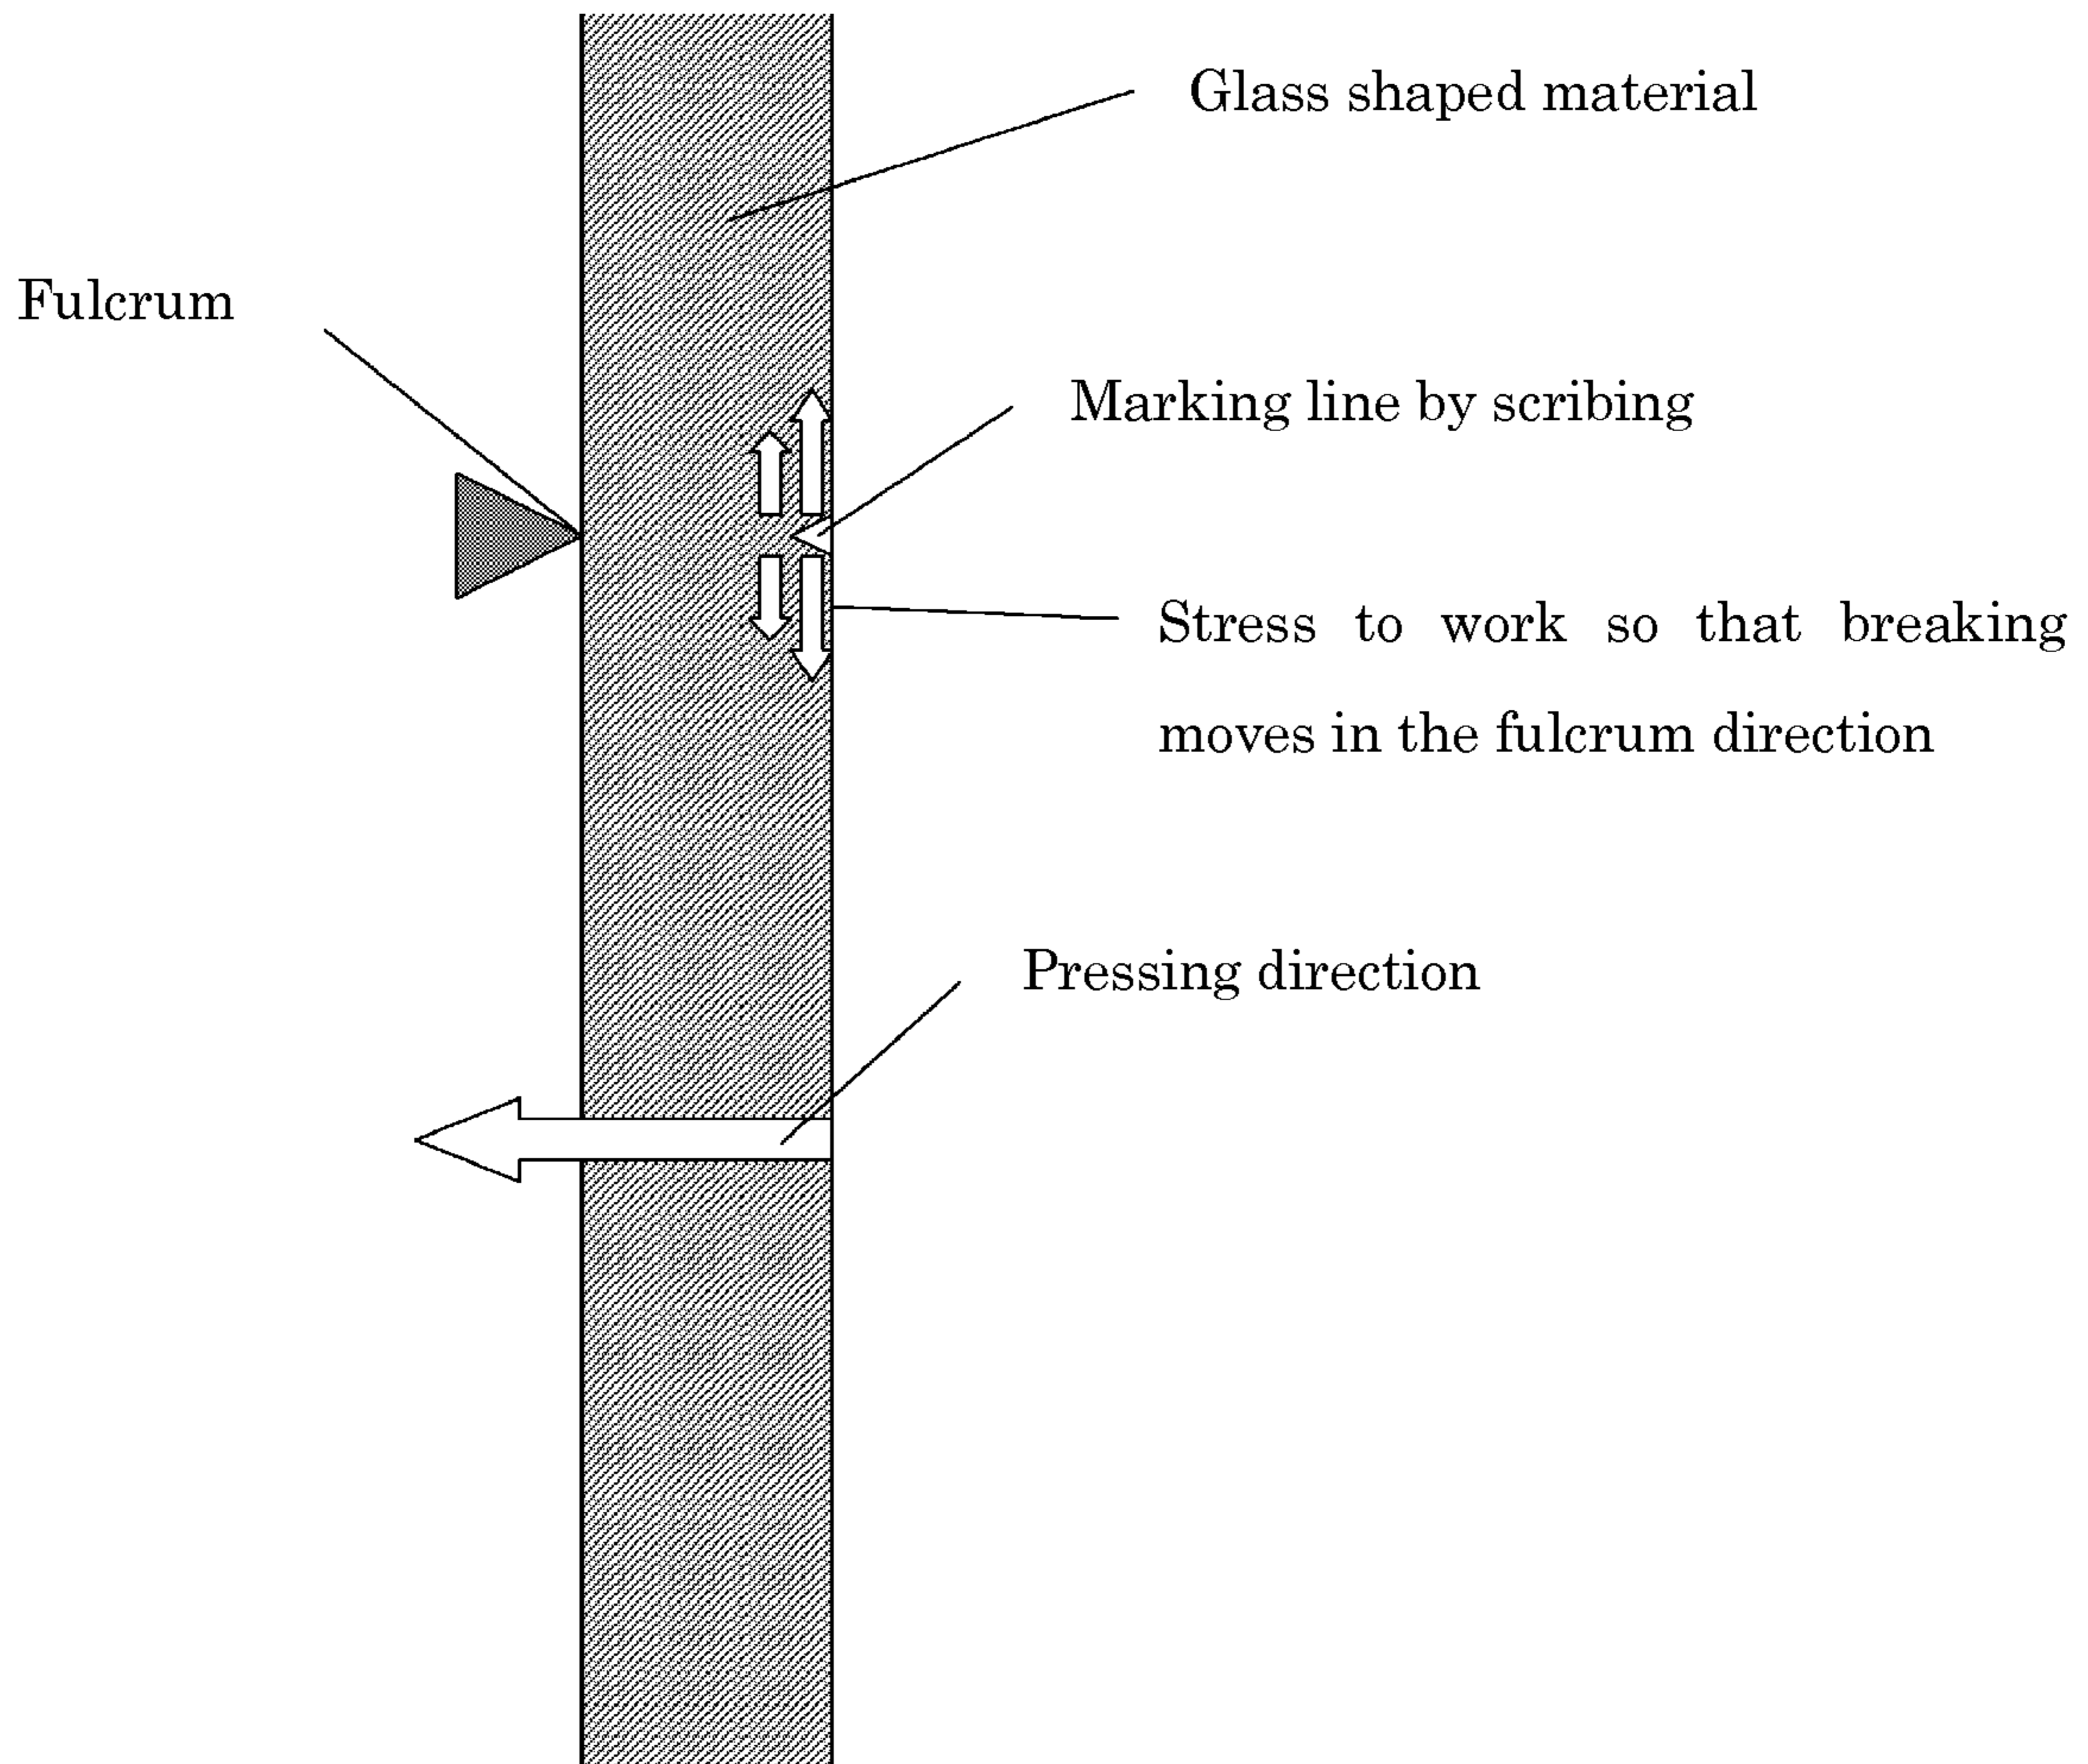 Glass shaped material
Fulcrum
Marking line by scribing
Stress to work so that breaking
moves in the fulcrum direction
Pressing direction